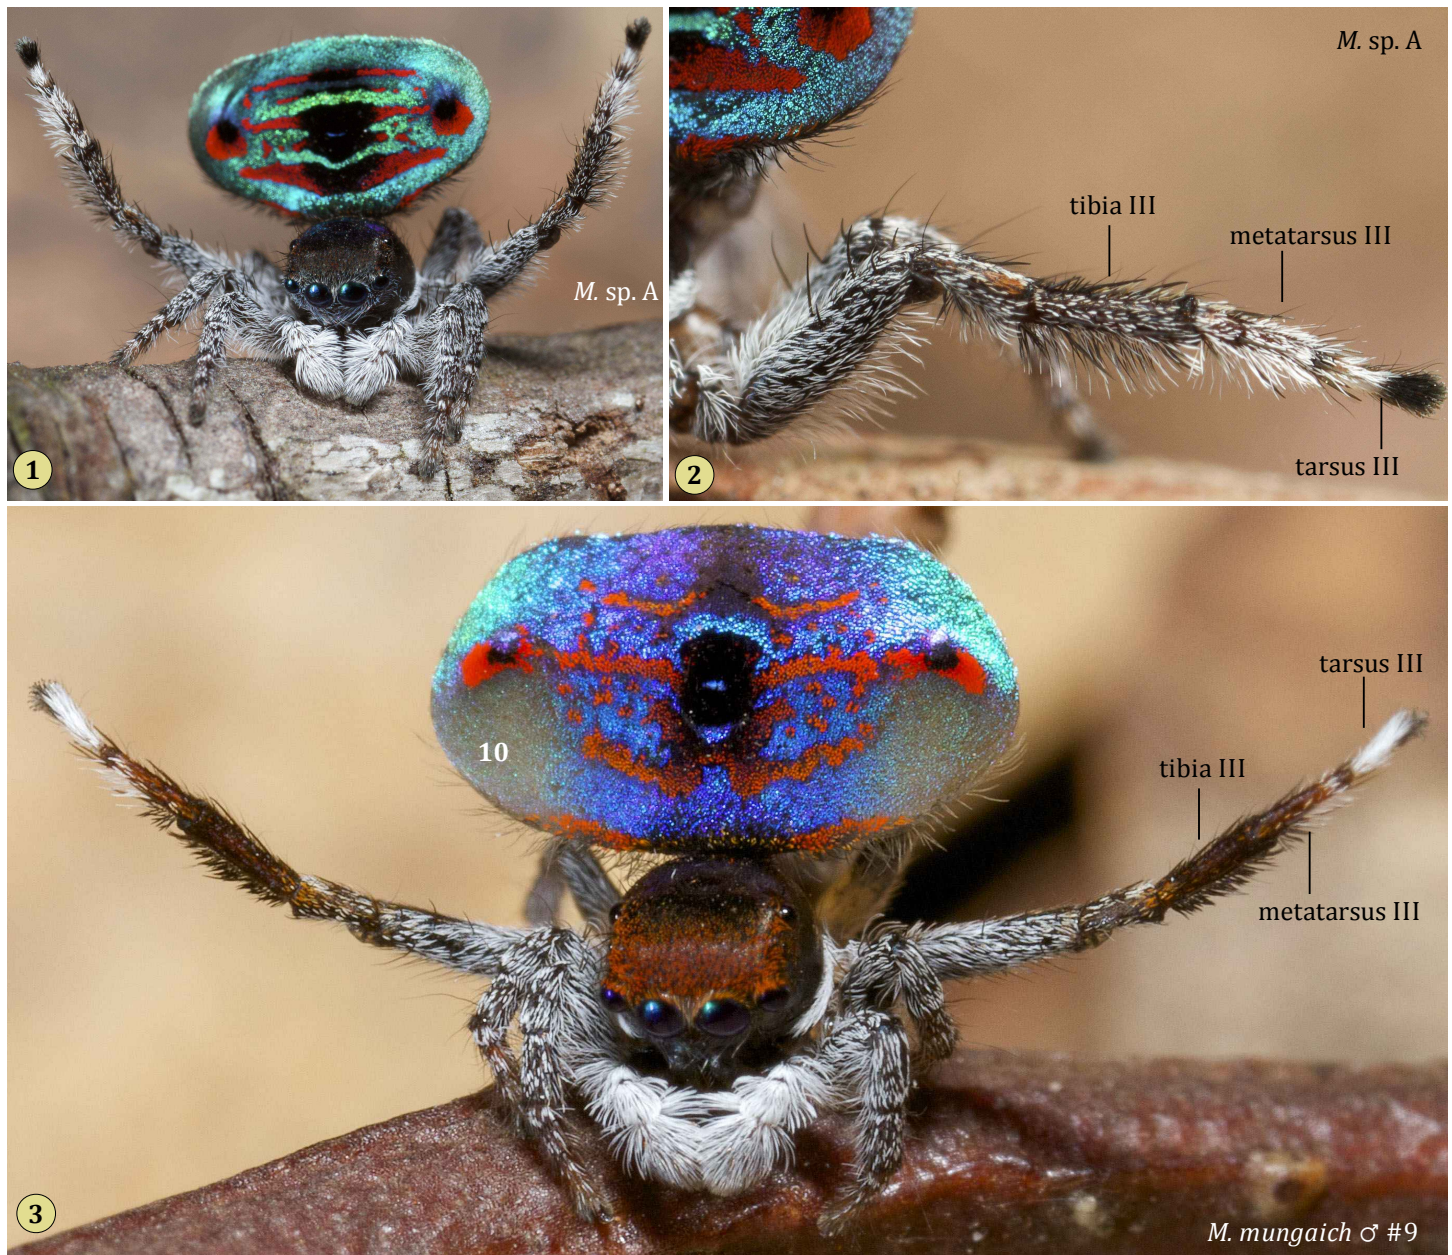 M. sp. A
1
M. sp. A
tibia III
metatarsus III
tarsus III
2
tarsus III
tibia III
10
metatarsus III
3
M. mungaich ♂ #9